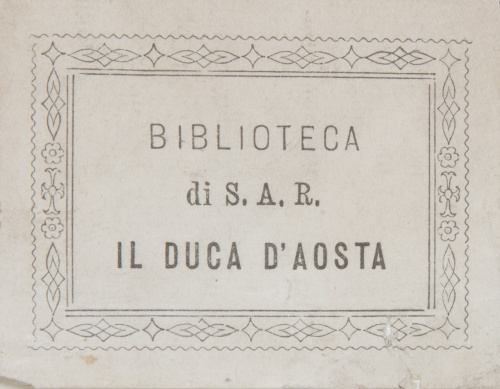 BIBLIOTECA
di S. A. R.
IL DUCA D'AOSTA